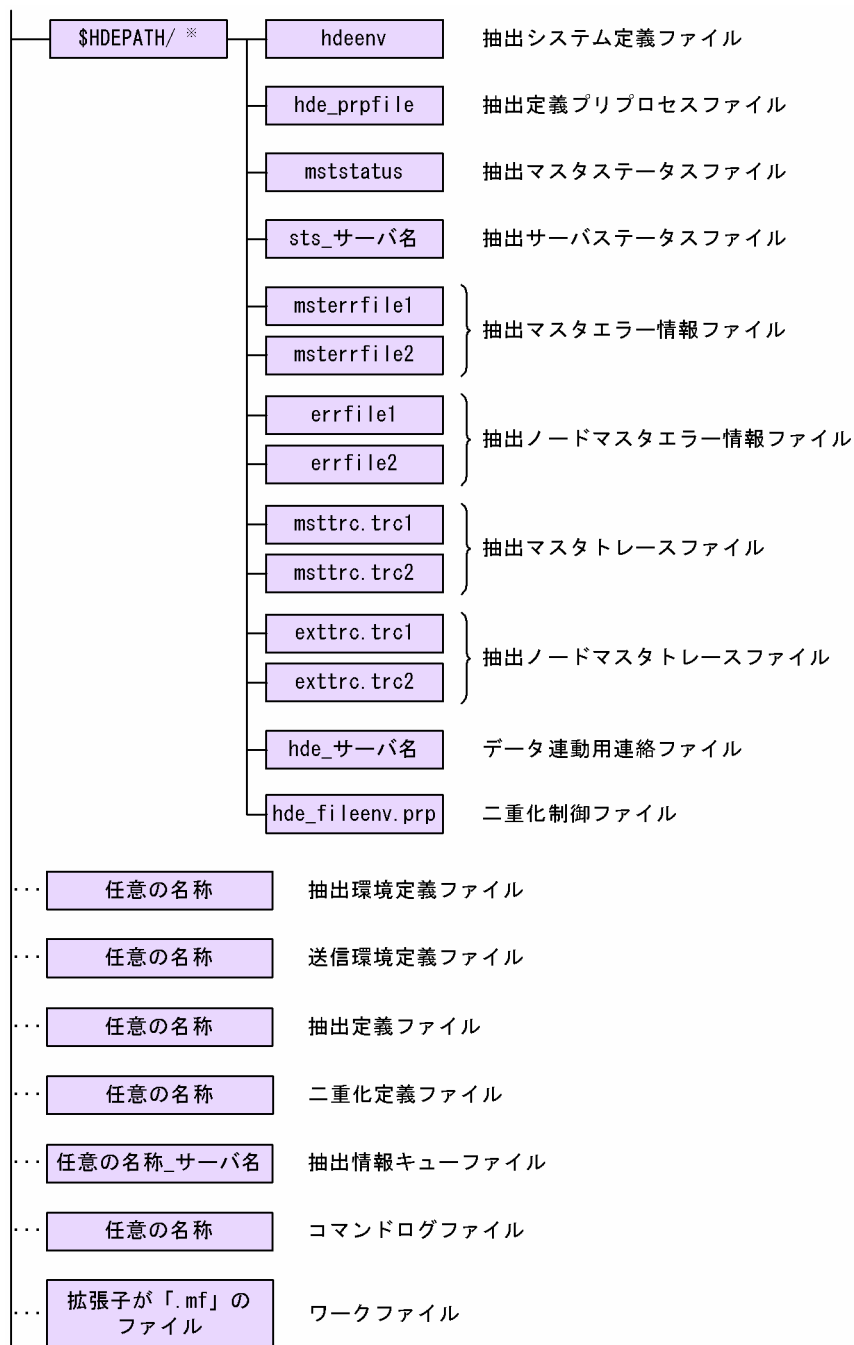 $HDEPATH/ ※
hdeenv
抽出システム定義ファイル
hde_prpfile
抽出定義プリプロセスファイル
mststatus
抽出マスタステータスファイル
sts_サーバ名
抽出サーバステータスファイル
msterrfile1
msterrfile2
抽出マスタエラー情報ファイル
errfile1
errfile2
抽出ノードマスタエラー情報ファイル
msttrc.trc1
msttrc.trc2
抽出マスタトレースファイル
exttrc.trc1
exttrc.trc2
抽出ノードマスタトレースファイル
hde_サーバ名
データ連動用連絡ファイル
hde_fileenv.prp
二重化制御ファイル
... 任意の名称
抽出環境定義ファイル
... 任意の名称
送信環境定義ファイル
... 任意の名称
抽出定義ファイル
... 任意の名称
二重化定義ファイル
... 任意の名称_サーバ名
抽出情報キューファイル
... 任意の名称
コマンドログファイル
... 拡張子が「.mf」の
ファイル
ワークファイル